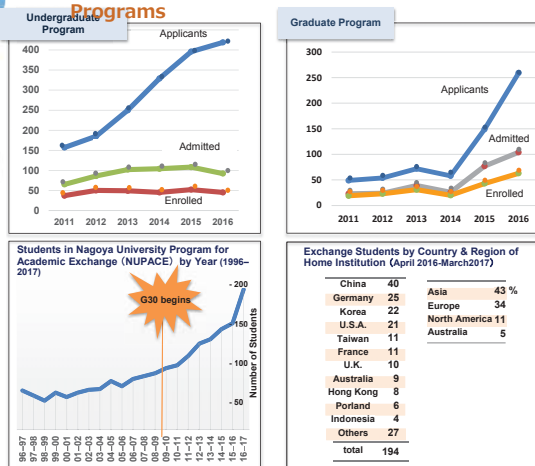 Programs
Undergraduate
Program
Applicants
Admitted
Enrolled
400
350
300
250
200
150
100
50
0
2011 2012 2013 2014 2015 2016
Graduate Program
Applicants
Admitted
Enrolled
300
250
200
150
100
50
0
2011 2012 2013 2014 2015 2016
Students in Nagoya University Program for
Academic Exchange (NUPACE) by Year (1996–
2017)
G30 begins
- 200
- 150
- 100
- 50
Number of Students
96–97
97–98
98–99
99–00
00–01
01–02
02–03
03–04
04–05
05–06
06–07
07–08
08–09
09–10
10–11
11–12
12–13
13–14
14–15
15–16
16–17
Exchange Students by Country & Region of
Home Institution (April 2016-March2017)
China 40
Germany 25
Korea 22
U.S.A. 21
Taiwan 11
France 11
U.K. 10
Australia 9
Hong Kong 8
Porland 6
Indonesia 4
Others 27
total 194
Asia 43 %
Europe 34
North America 11
Australia 5